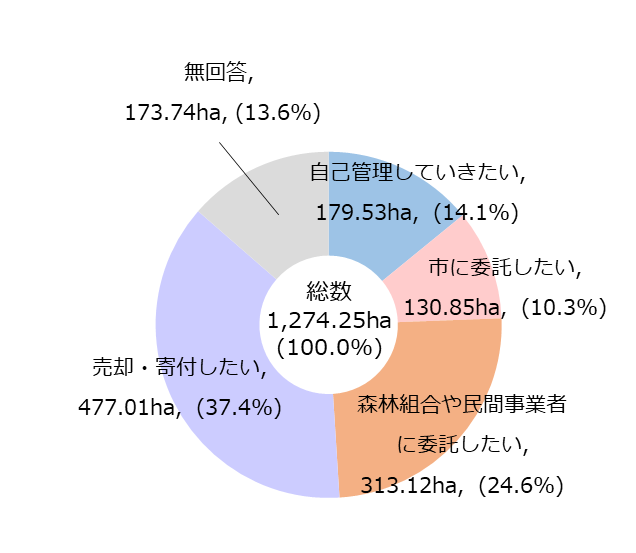 無回答,
173.74ha, (13.6%)
自己管理していきたい,
179.53ha, (14.1%)
市に委託したい,
130.85ha, (10.3%)
総数
1,274.25ha
(100.0%)
売却・寄付したい,
477.01ha, (37.4%)
森林組合や民間事業者
に委託したい,
313.12ha, (24.6%)